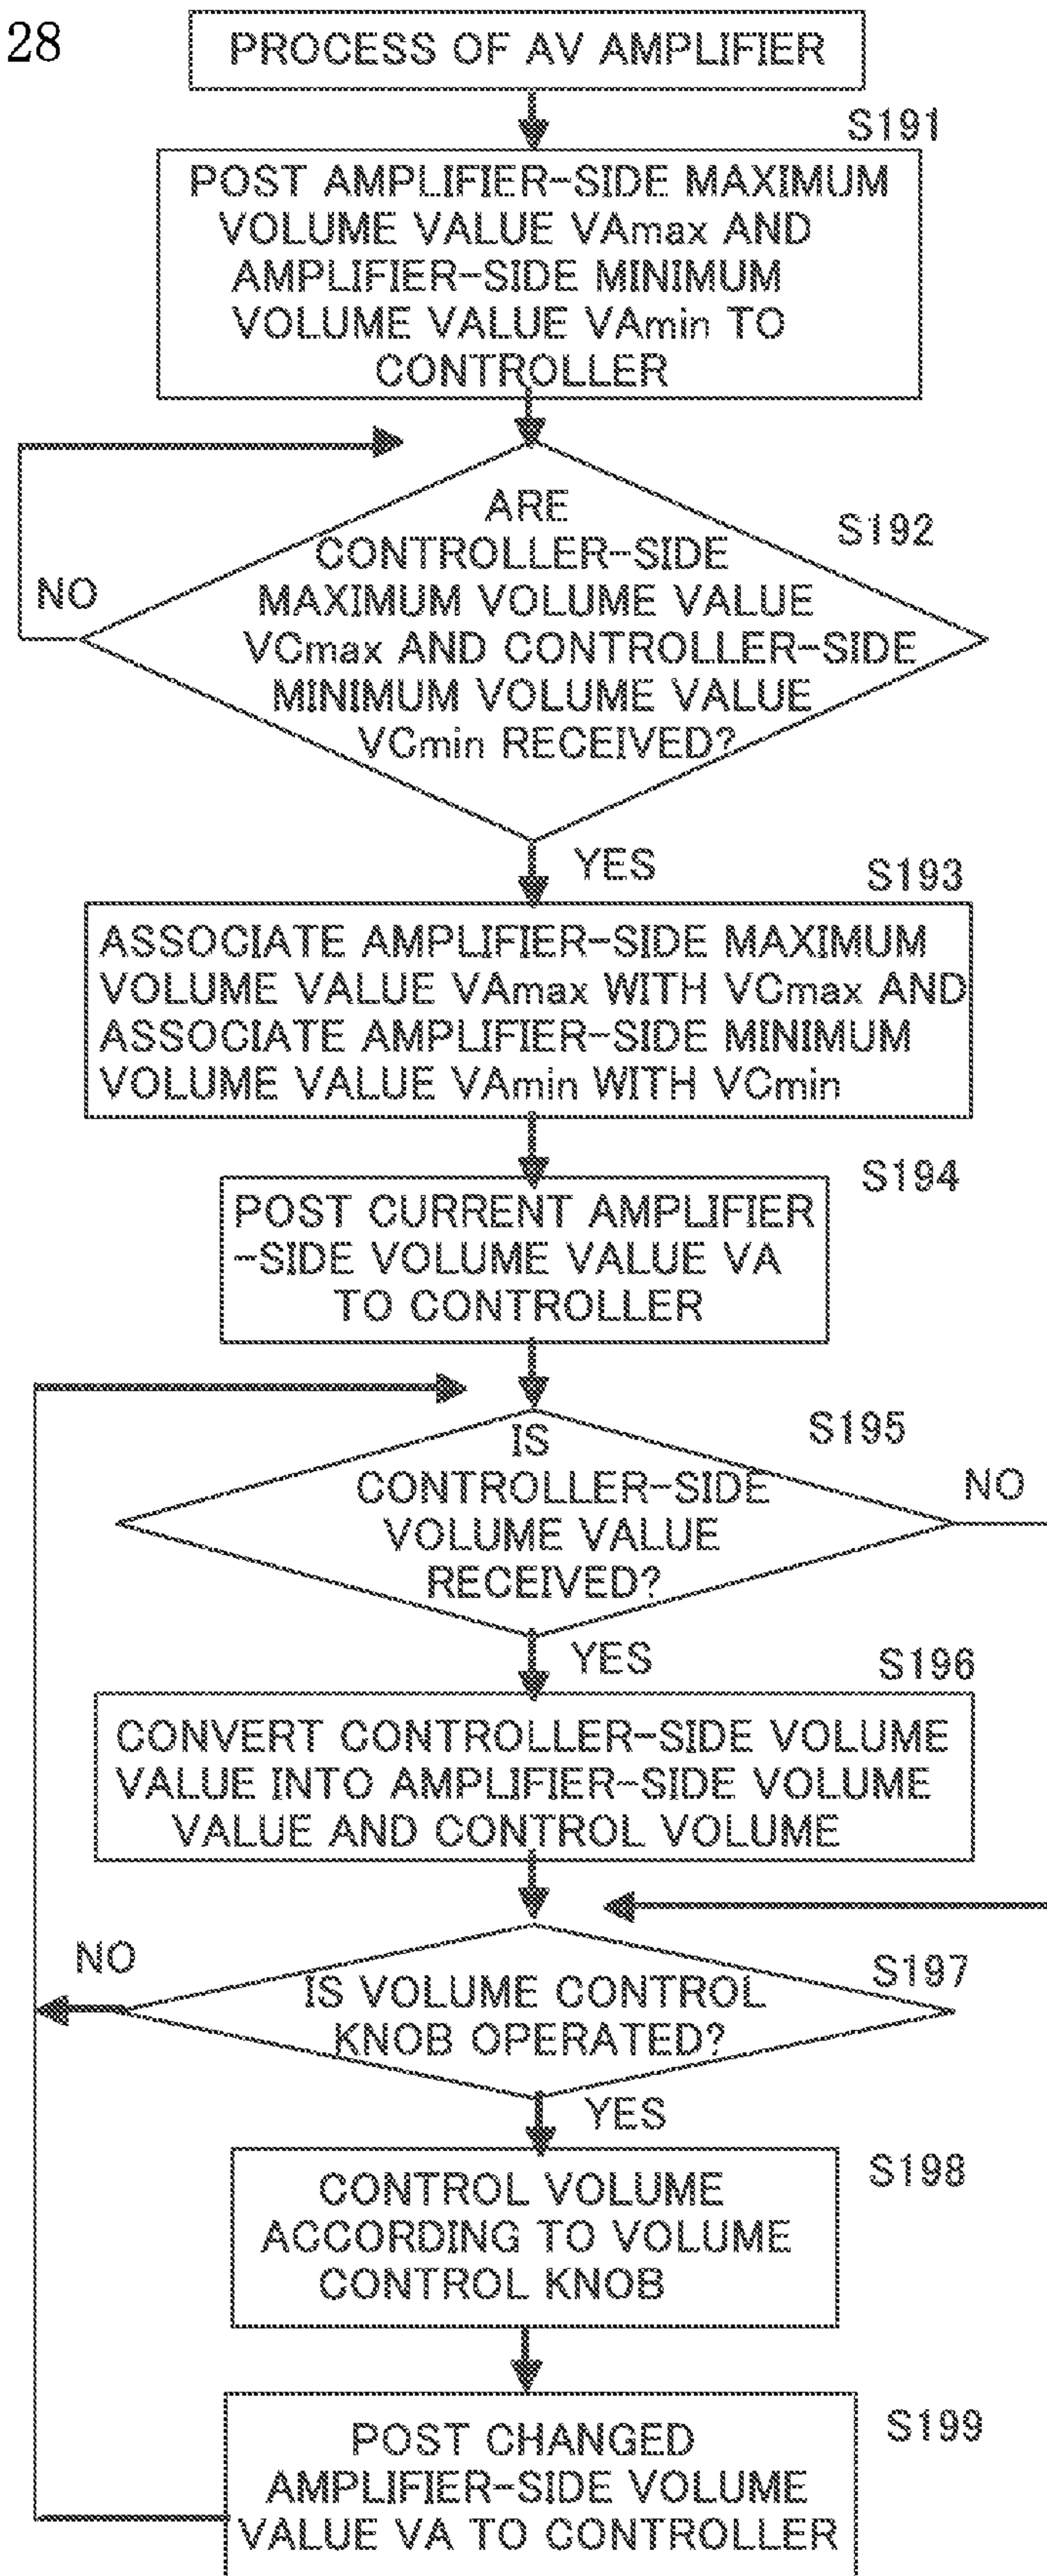 28
PROCESS OF AV AMPLIFIER
S191
POST AMPLIFIER-SIDE MAXIMUM
VOLUME VALUE VAmax AND
AMPLIFIER-SIDE MINIMUM
VOLUME VALUE VAmin TO
CONTROLLER
S192
ARE
CONTROLLER-SIDE
MAXIMUM VOLUME VALUE
VCmax AND CONTROLLER-SIDE
MINIMUM VOLUME VALUE
VCmin RECEIVED?
NO
YES
S193
ASSOCIATE AMPLIFIER-SIDE MAXIMUM
VOLUME VALUE VAmax WITH VCmax AND
ASSOCIATE AMPLIFIER-SIDE MINIMUM
VOLUME VALUE VAmin WITH VCmin
S194
POST CURRENT AMPLIFIER
-SIDE VOLUME VALUE VA
TO CONTROLLER
S195
IS
CONTROLLER-SIDE
VOLUME VALUE
RECEIVED?
NO
YES
S196
CONVERT CONTROLLER-SIDE VOLUME
VALUE INTO AMPLIFIER-SIDE VOLUME
VALUE AND CONTROL VOLUME
NO
S197
IS VOLUME CONTROL
KNOB OPERATED?
YES
S198
CONTROL VOLUME
ACCORDING TO VOLUME
CONTROL KNOB
S199
POST CHANGED
AMPLIFIER-SIDE VOLUME
VALUE VA TO CONTROLLER